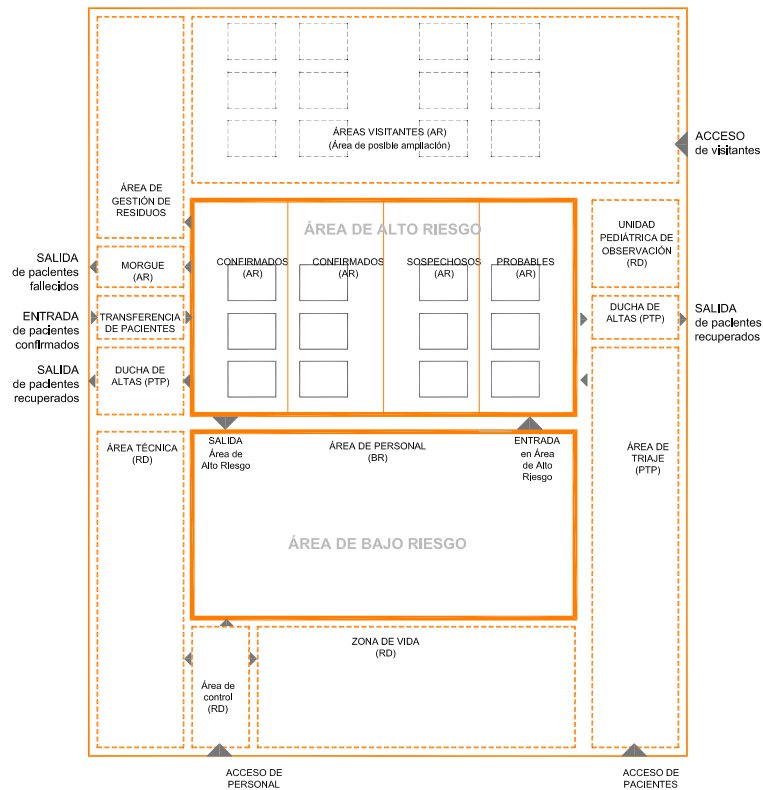 ÁREAS VISITANTES (AR)
(Área de posible ampliación)
ACCESO
de visitantes
ÁREA DE
GESTIÓN DE
RESIDUOS
ÁREA DE ALTO RIESGO
UNIDAD
PEDIÁTRICA DE
OBSERVACIÓN
(RD)
SALIDA
de pacientes
fallecidos
MORGUE
(AR)
CONFIRMADOS
(AR)
CONFIRMADOS
(AR)
SOSPECHOSOS
(AR)
PROBABLES
(AR)
ENTRADA
de pacientes
confirmados
TRANSFERENCIA
DE PACIENTES
DUCHA DE
ALTAS (PTP)
SALIDA
de pacientes
recuperados
SALIDA
de pacientes
recuperados
DUCHA DE
ALTAS (PTP)
ÁREA TÉCNICA
(RD)
SALIDA
Área de
Alto Riesgo
ÁREA DE PERSONAL
(BR)
ENTRADA
en Área
de Alto
Riesgo
ÁREA DE
TRIAJE
(PTP)
ÁREA DE BAJO RIESGO
ZONA DE VIDA
(RD)
Área de
control
(RD)
ACCESO DE
PERSONAL
ACCESO DE
PACIENTES